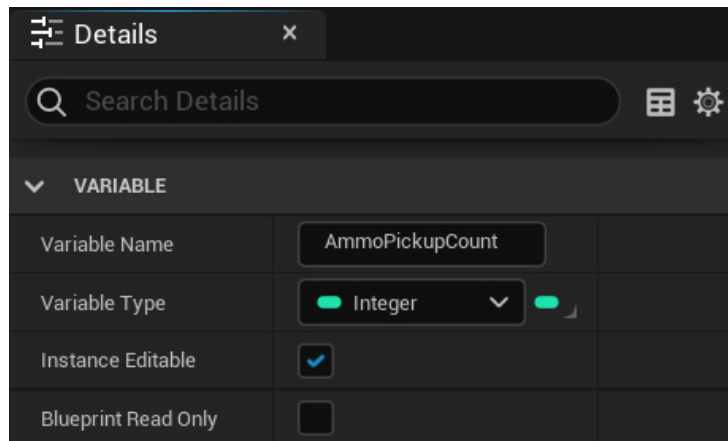 Details
Search Details
VARIABLE
Variable Name AmmoPickupCount
Variable Type Integer
Instance Editable
Blueprint Read Only